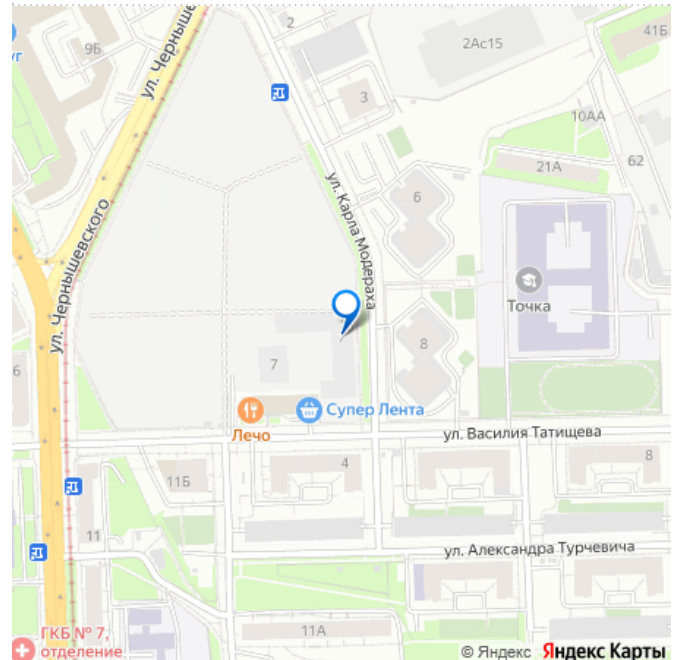 2
9Б
уг
ул. Черныше
2Ас15
41Б
3
10АА
21А
62
ул. Карла Модераха
6
ул. Чернышевского
Точка
8
7
6
Лечо
Супер Лента
ул. Василия Татищева
4
8
11Б
11
ул. Александра Турчевича
11А
ГКБ № 7,
отделение
© Яндекс Яндекс Карты